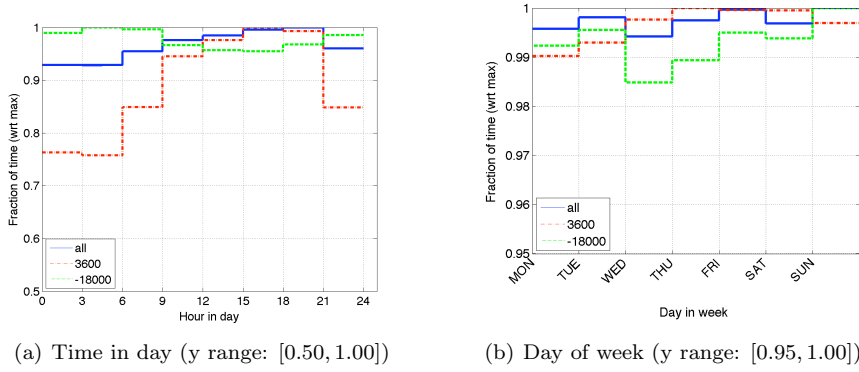 1
0.9
0.8
0.7
0.6
0.5
Fraction of time (wrt max)
all
3600
-18000
0 3 6 9 12 15 18 21 24
Hour in day
(a) Time in day (y range: [0.50, 1.00])
1
0.99
0.98
0.97
0.96
0.95
Fraction of time (wrt max)
all
3600
-18000
MON TUE WED THU FRI SAT SUN
Day in week
(b) Day of week (y range: [0.95, 1.00])